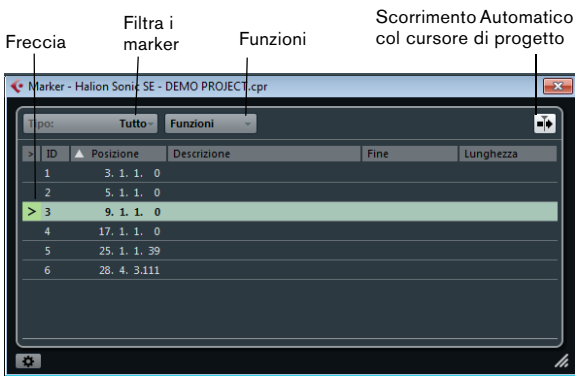 Freccia
Filtra i
marker
Funzioni
Scorrimento Automatico
col cursore di progetto
Marker - Halion Sonic SE - DEMO PROJECT.cpr
Tipo: Tutto Funzioni
> ID Posizione Descrizione Fine Lunghezza
1 3. 1. 1. 0
2 5. 1. 1. 0
> 3 9. 1. 1. 0
4 17. 1. 1. 0
5 25. 1. 1. 39
6 28. 4. 3.111